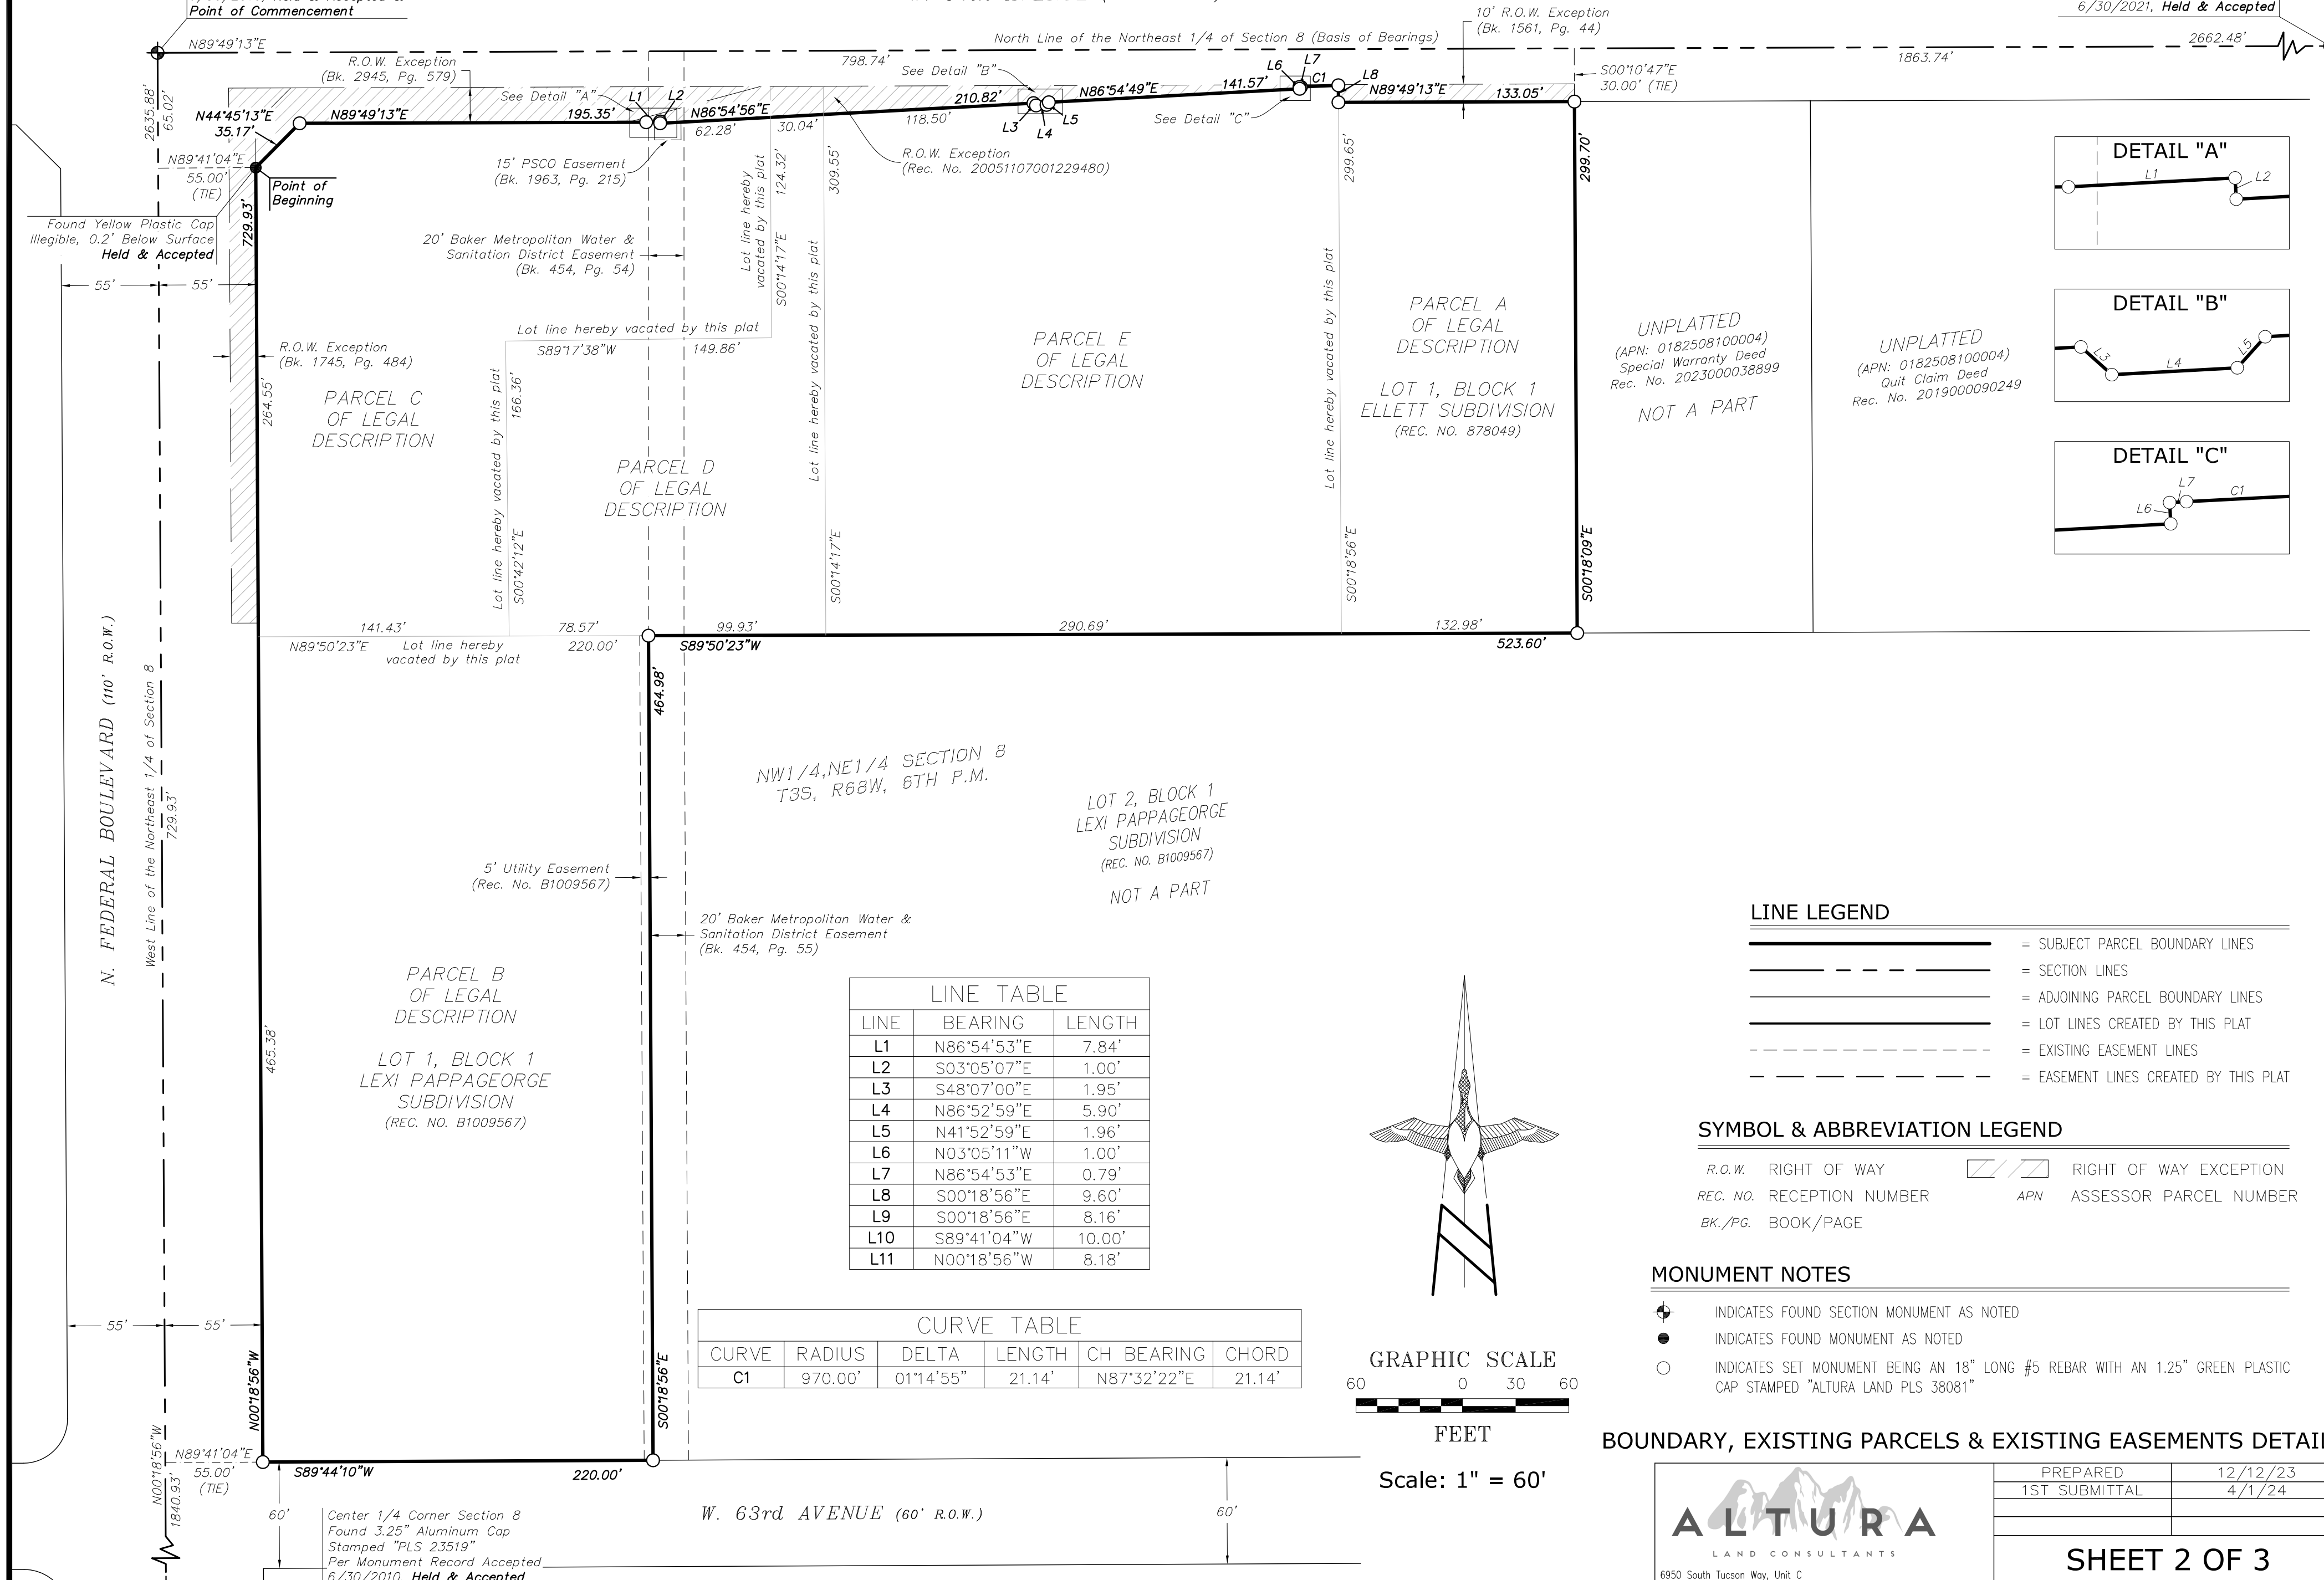 Point of Commencement
6/30/2021, Held & Accepted
N89°49'13"E
North Line of the Northeast 1/4 of Section 8 (Basis of Bearings)
10' R.O.W. Exception
(Bk. 1561, Pg. 44)
2662.48'
1863.74'
798.74'
S00°10'47"E
30.00' (TIE)
R.O.W. Exception
(Bk. 2945, Pg. 579)
See Detail "A"
L1
L2
See Detail "B"
L6
L7
C1
L8
2635.88'
65.02'
N44°45'13"E
35.17'
N89°49'13"E
195.35'
N86°54'56"E
210.82'
N86°54'49"E
141.57'
N89°49'13"E
133.05'
62.28'
30.04'
118.50'
L3
L4
L5
See Detail "C"
N89°41'04"E
55.00'
(TIE)
Point of
Beginning
15' PSCO Easement
(Bk. 1963, Pg. 215)
R.O.W. Exception
(Rec. No. 20051107001229480)
Found Yellow Plastic Cap
Illegible, 0.2' Below Surface
Held & Accepted
729.93'
20' Baker Metropolitan Water &
Sanitation District Easement
(Bk. 454, Pg. 54)
Lot line hereby
vacated by this plat
124.32'
S00°14'17"E
309.55'
Lot line hereby vacated by this plat
S00°14'17"E
299.65'
Lot line hereby vacated by this plat
S00°18'56"E
299.70'
S00°18'09"E
55'
55'
Lot line hereby vacated by this plat
S89°17'38"W
149.86'
R.O.W. Exception
(Bk. 1745, Pg. 484)
264.55'
PARCEL C
OF LEGAL
DESCRIPTION
Lot line hereby vacated by this plat
166.36'
S00°42'12"E
PARCEL D
OF LEGAL
DESCRIPTION
PARCEL E
OF LEGAL
DESCRIPTION
PARCEL A
OF LEGAL
DESCRIPTION
LOT 1, BLOCK 1
ELLETT SUBDIVISION
(REC. NO. 878049)
UNPLATTED
(APN: 0182508100004)
Special Warranty Deed
Rec. No. 2023000038899
NOT A PART
UNPLATTED
(APN: 0182508100004)
Quit Claim Deed
Rec. No. 2019000090249
DETAIL "A"
L1
L2
DETAIL "B"
L3
L4
L5
DETAIL "C"
L7
C1
L6
141.43'
78.57'
99.93'
290.69'
132.98'
N89°50'23"E
Lot line hereby
vacated by this plat
220.00'
S89°50'23"W
523.60'
464.98'
N. FEDERAL BOULEVARD (110' R.O.W.)
West Line of the Northeast 1/4 of Section 8
729.93'
NW1/4,NE1/4 SECTION 8
T3S, R68W, 6TH P.M.
LOT 2, BLOCK 1
LEXI PAPPAGEORGE
SUBDIVISION
(REC. NO. B1009567)
NOT A PART
5' Utility Easement
(Rec. No. B1009567)
20' Baker Metropolitan Water &
Sanitation District Easement
(Bk. 454, Pg. 55)
PARCEL B
OF LEGAL
DESCRIPTION
LOT 1, BLOCK 1
LEXI PAPPAGEORGE
SUBDIVISION
(REC. NO. B1009567)
465.38'
LINE TABLE
LINE BEARING LENGTH
L1 N86°54'53"E 7.84'
L2 S03°05'07"E 1.00'
L3 S48°07'00"E 1.95'
L4 N86°52'59"E 5.90'
L5 N41°52'59"E 1.96'
L6 N03°05'11"W 1.00'
L7 N86°54'53"E 0.79'
L8 S00°18'56"E 9.60'
L9 S00°18'56"E 8.16'
L10 S89°41'04"W 10.00'
L11 N00°18'56"W 8.18'
CURVE TABLE
CURVE RADIUS DELTA LENGTH CH BEARING CHORD
C1 970.00' 01°14'55" 21.14' N87°32'22"E 21.14'
LINE LEGEND
= SUBJECT PARCEL BOUNDARY LINES
= SECTION LINES
= ADJOINING PARCEL BOUNDARY LINES
= LOT LINES CREATED BY THIS PLAT
= EXISTING EASEMENT LINES
= EASEMENT LINES CREATED BY THIS PLAT
SYMBOL & ABBREVIATION LEGEND
R.O.W. RIGHT OF WAY
RIGHT OF WAY EXCEPTION
REC. NO. RECEPTION NUMBER
APN ASSESSOR PARCEL NUMBER
BK./PG. BOOK/PAGE
MONUMENT NOTES
INDICATES FOUND SECTION MONUMENT AS NOTED
INDICATES FOUND MONUMENT AS NOTED
INDICATES SET MONUMENT BEING AN 18" LONG #5 REBAR WITH AN 1.25" GREEN PLASTIC
CAP STAMPED "ALTURA LAND PLS 38081"
GRAPHIC SCALE
60 0 30 60
FEET
Scale: 1" = 60'
55'
55'
N00°18'56"W
S00°18'56"E
N89°41'04"E
55.00'
(TIE)
N00°18'56"W
1840.93'
S89°44'10"W
220.00'
60'
W. 63rd AVENUE (60' R.O.W.)
60'
Center 1/4 Corner Section 8
Found 3.25" Aluminum Cap
Stamped "PLS 23519"
Per Monument Record Accepted
6/30/2010, Held & Accepted
BOUNDARY, EXISTING PARCELS & EXISTING EASEMENTS DETAIL
ALTURA
LAND CONSULTANTS
6950 South Tucson Way, Unit C
PREPARED 12/12/23
1ST SUBMITTAL 4/1/24
SHEET 2 OF 3